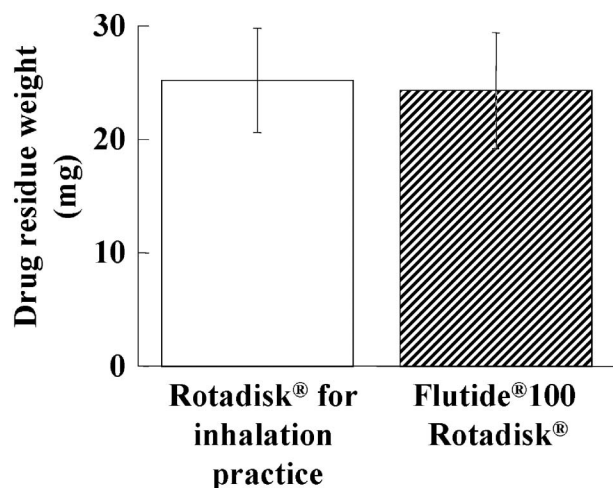 Drug residue weight
(mg)
30
20
10
0
Rotadisk® for
inhalation
practice
Flutide®100
Rotadisk®